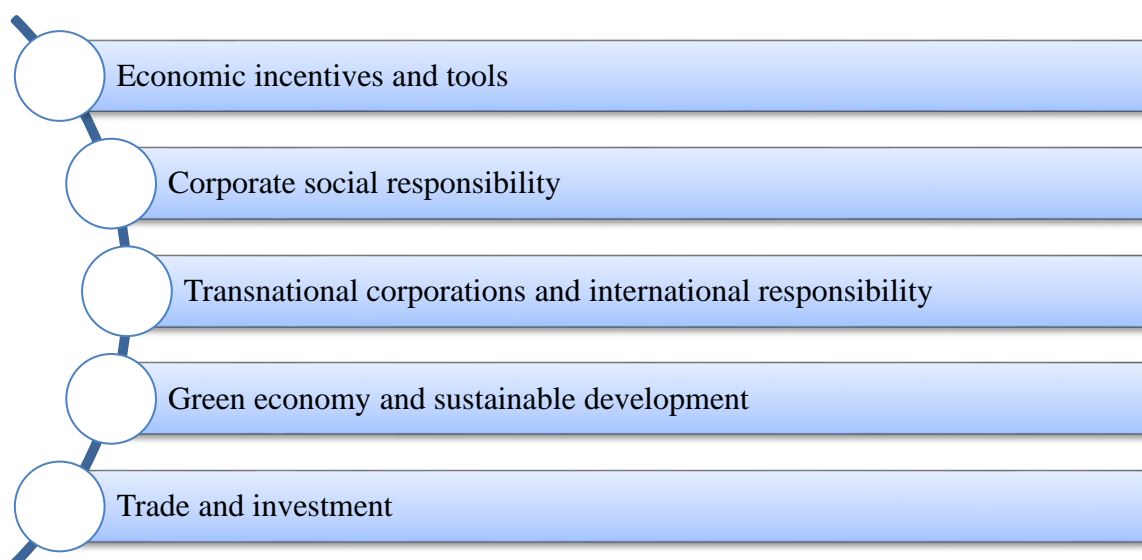 Economic incentives and tools
Corporate social responsibility
Transnational corporations and international responsibility
Green economy and sustainable development
Trade and investment